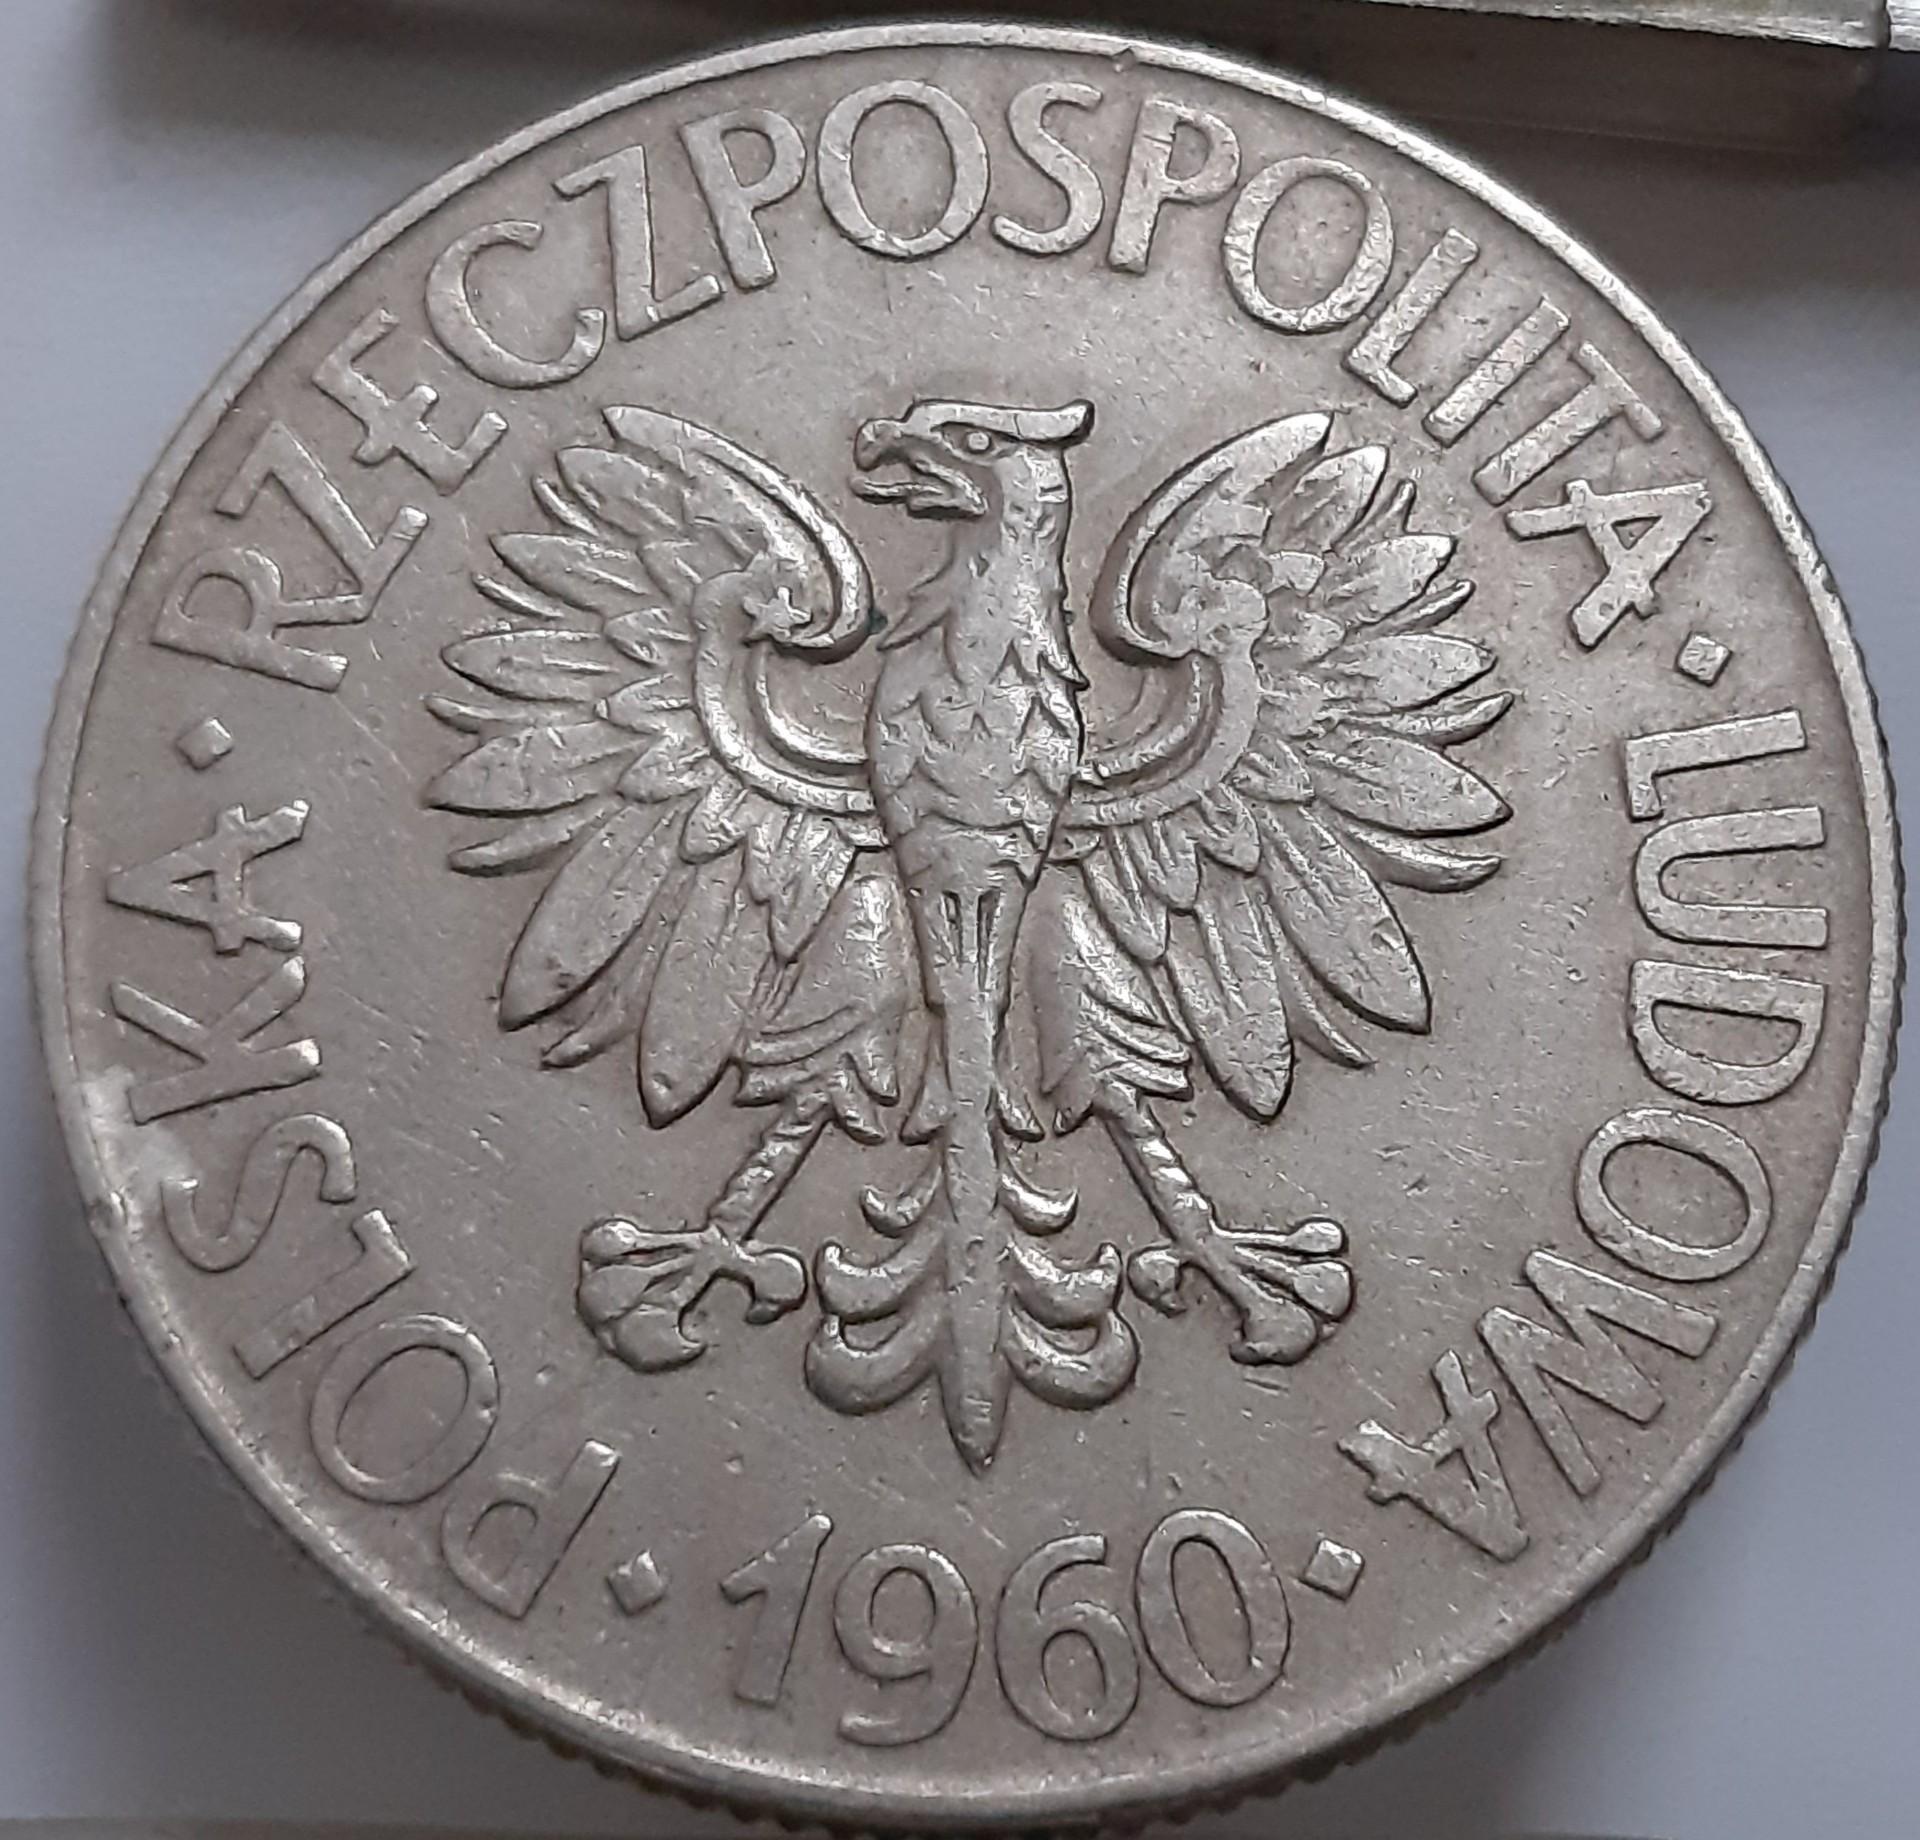 POLSKA · RZECZPOSPOLITA · LUDOWA
· 1960 ·